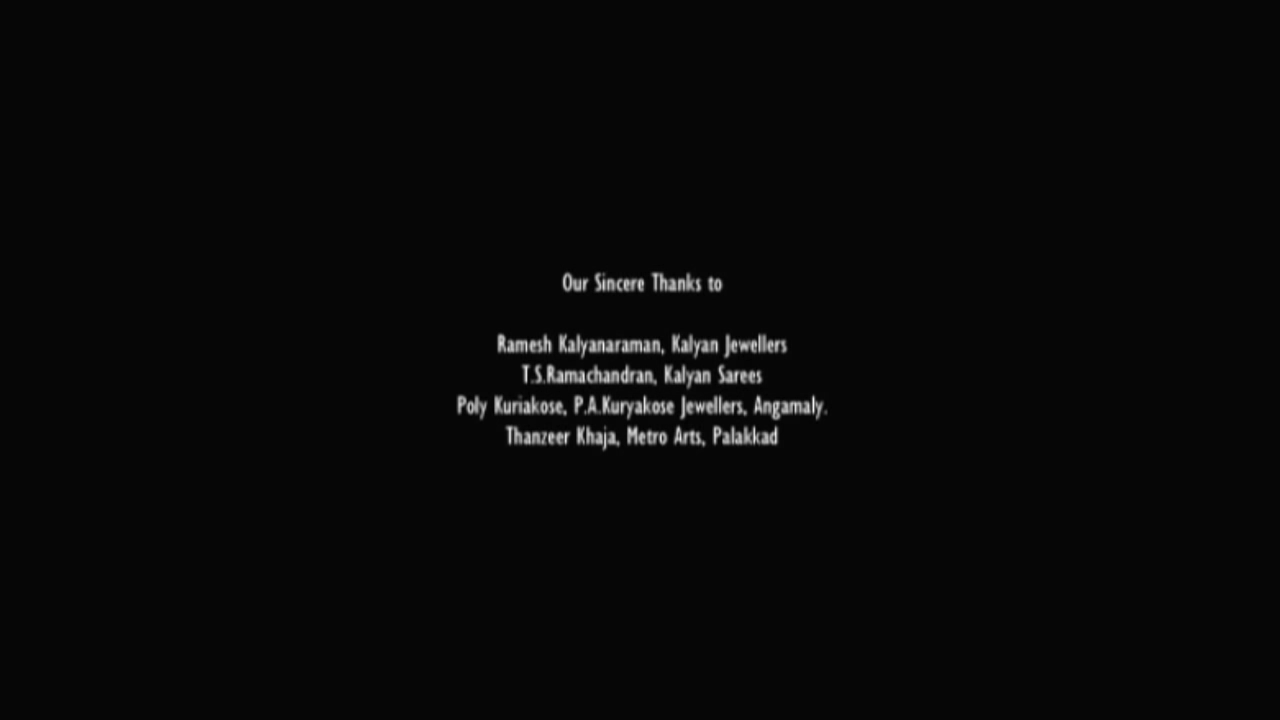 Our Sincere Thanks to
Ramesh Kalyanaraman, Kalyan Jewellers
T.S.Ramachandran, Kalyan Sarees
Poly Kuriakose, P.A.Kuryakose Jewellers, Angamaly.
Thanzeer Khaja, Metro Arts, Palakkad